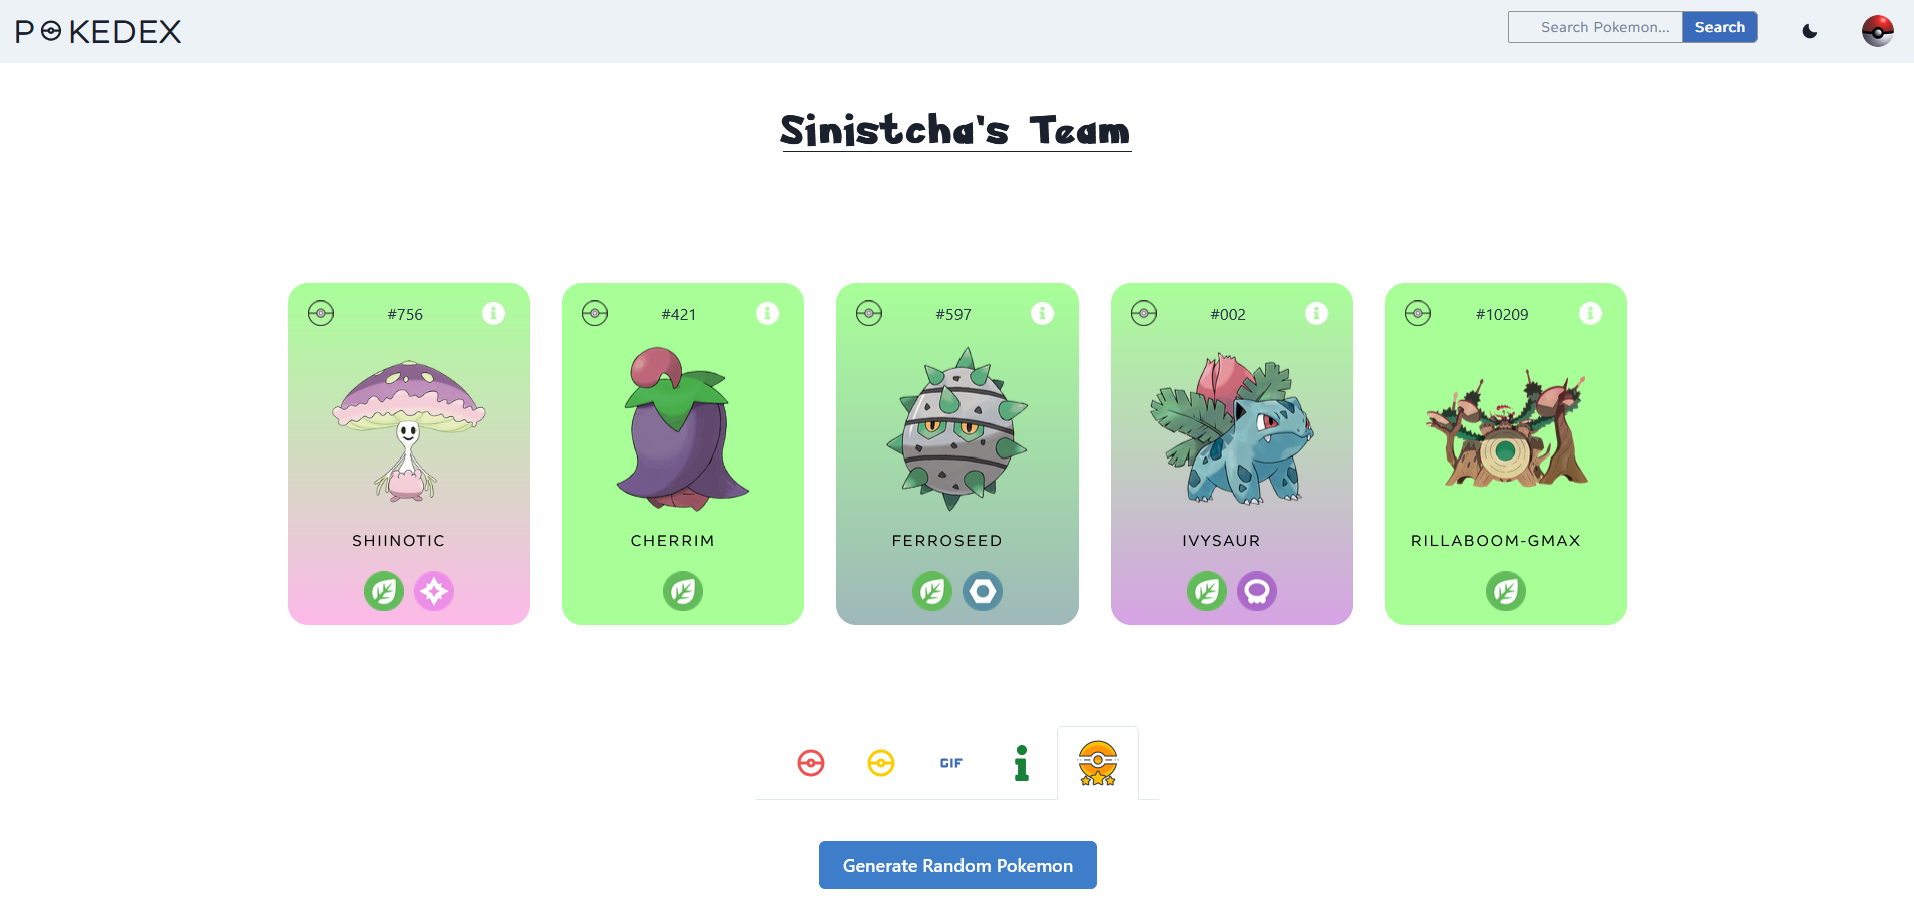 POKEDEX
Search Pokemon...
Search
Sinistcha's Team
#756
#421
#597
#002
#10209
SHIINOTIC
CHERRIM
FERROSEED
IVYSAUR
RILLABOOM-GMAX
GIF
Generate Random Pokemon